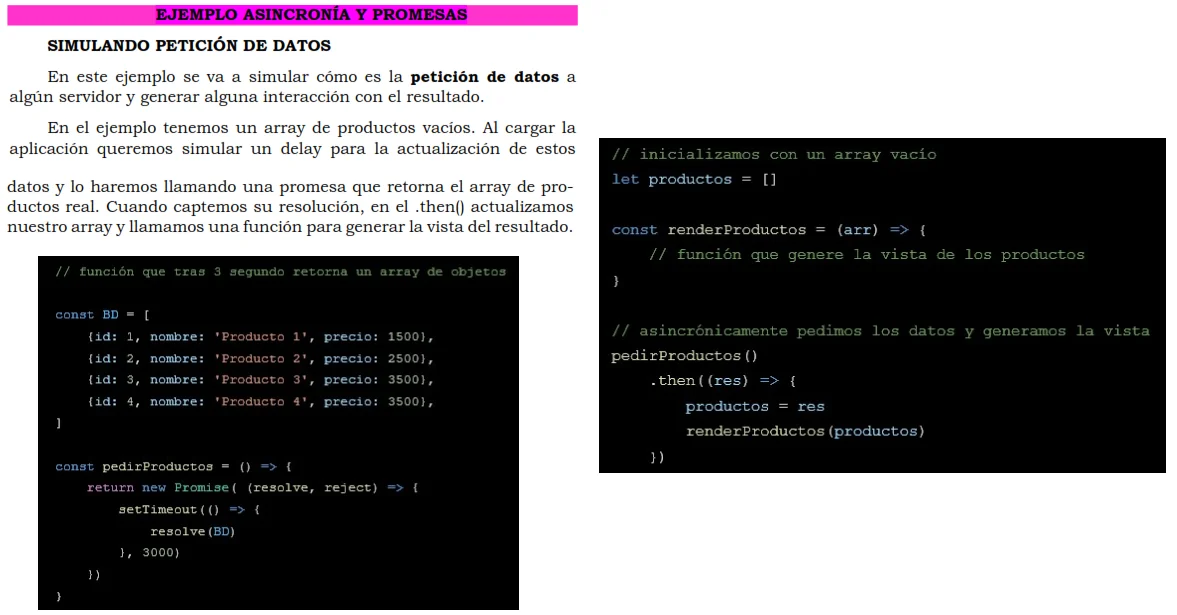 EJEMPLO ASINCRONÍA Y PROMESAS
SIMULANDO PETICIÓN DE DATOS
En este ejemplo se va a simular cómo es la petición de datos a
algún servidor y generar alguna interacción con el resultado.
En el ejemplo tenemos un array de productos vacíos. Al cargar la
aplicación queremos simular un delay para la actualización de estos
datos y lo haremos llamando una promesa que retorna el array de pro-
ductos real. Cuando captemos su resolución, en el .then() actualizamos
nuestro array y llamamos una función para generar la vista del resultado.
// función que tras 3 segundo retorna un array de objetos
const BD = [
{id: 1, nombre: 'Producto 1', precio: 1500},
{id: 2, nombre: 'Producto 2', precio: 2500},
{id: 3, nombre: 'Producto 3', precio: 3500},
{id: 4, nombre: 'Producto 4', precio: 3500},
]
const pedirProductos = () => {
return new Promise( (resolve, reject) => {
setTimeout(() => {
resolve(BD)
}, 3000)
})
}
// inicializamos con un array vacío
let productos = []
const renderProductos = (arr) => {
// función que genere la vista de los productos
}
// asincrónicamente pedimos los datos y generamos la vista
pedirProductos()
.then((res) => {
productos = res
renderProductos(productos)
})